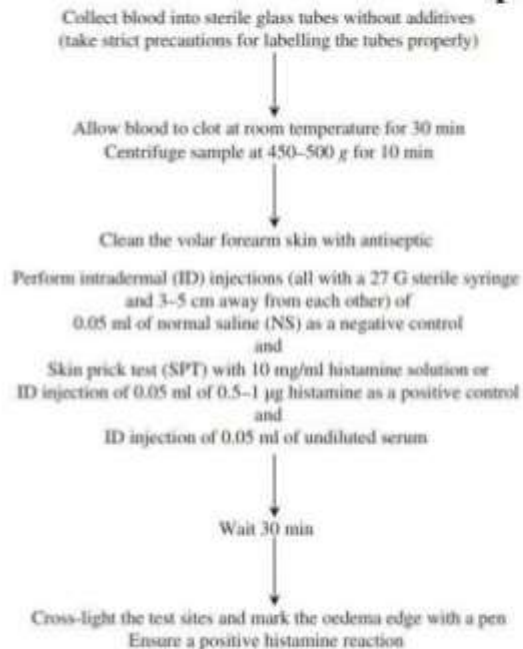 Collect blood into sterile glass tubes without additives
(take strict precautions for labelling the tubes properly)
Allow blood to clot at room temperature for 30 min
Centrifuge sample at 450–500 g for 10 min
Clean the volar forearm skin with antiseptic
Perform intradermal (ID) injections (all with a 27 G sterile syringe
and 3–5 cm away from each other) of
0.05 ml of normal saline (NS) as a negative control
and
Skin prick test (SPT) with 10 mg/ml histamine solution or
ID injection of 0.05 ml of 0.5–1 µg histamine as a positive control
and
ID injection of 0.05 ml of undiluted serum
Wait 30 min
Cross-light the test sites and mark the oedema edge with a pen
Ensure a positive histamine reaction